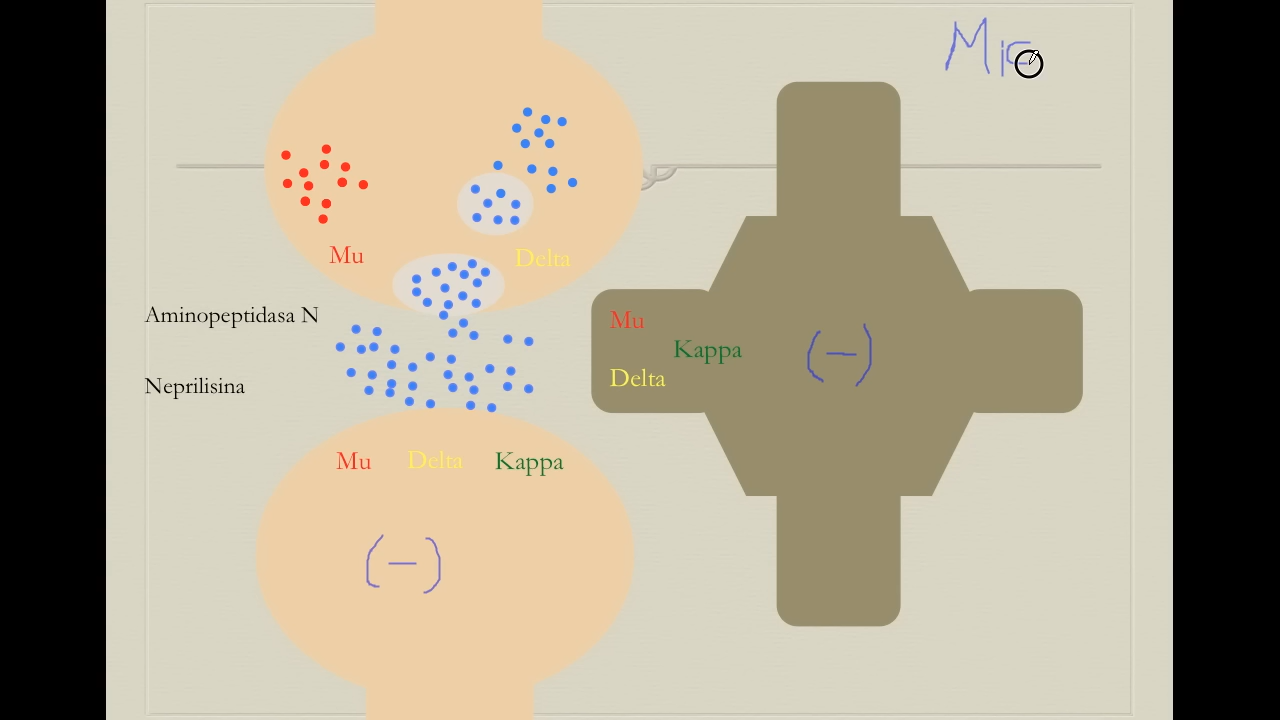 Mic
Mu Delta
Aminopeptidasa N
Neprilisina
Mu
Kappa
Delta
(-)
Mu Delta Kappa
(-)